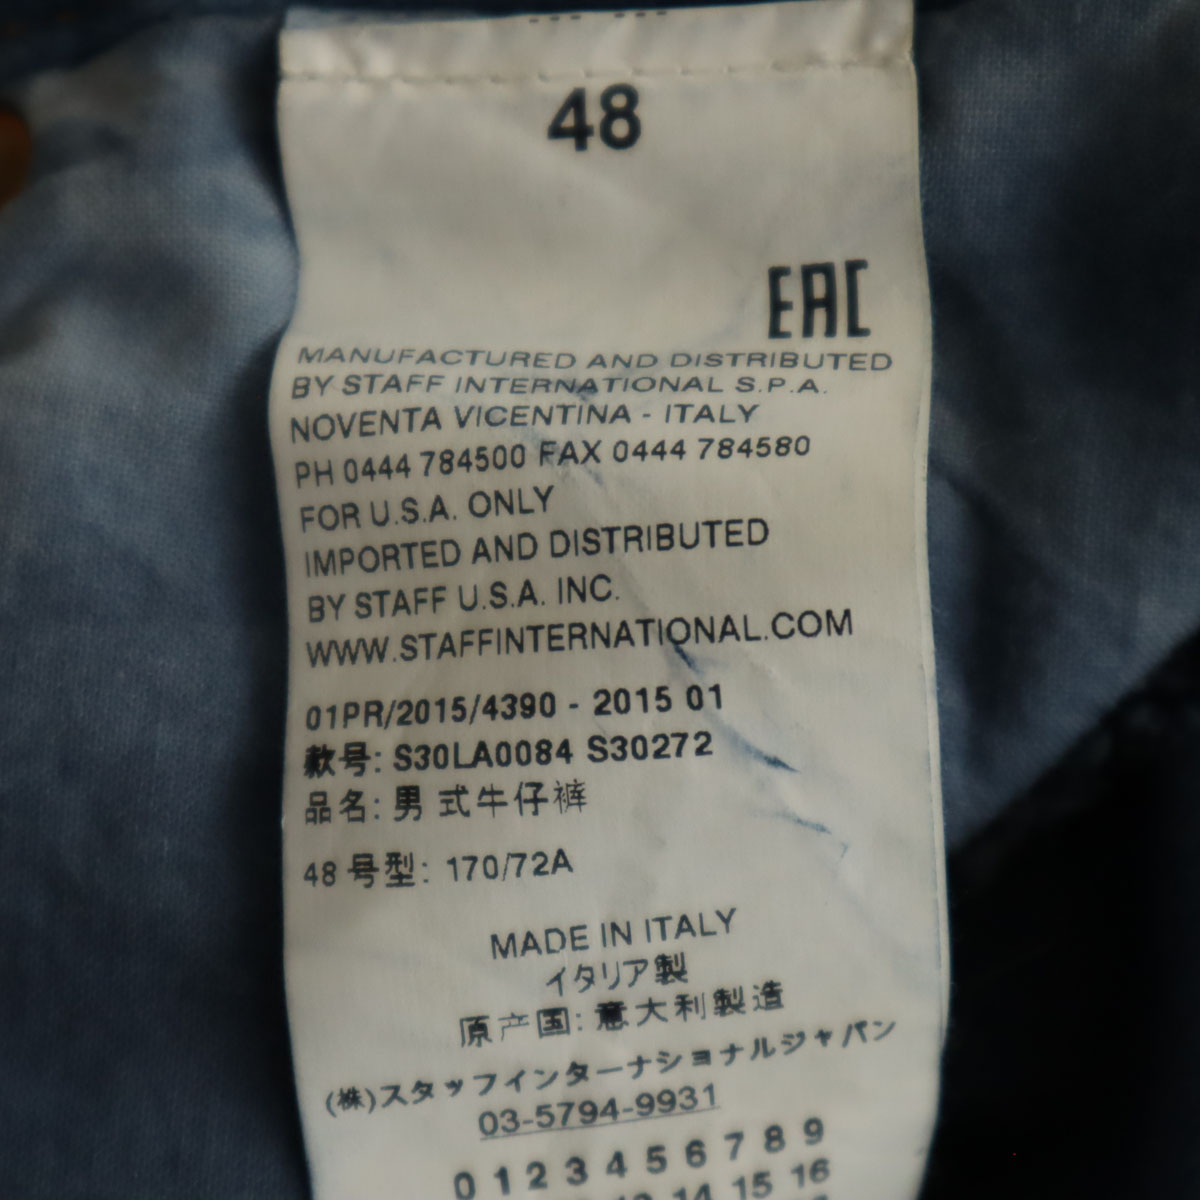 48
EAC
MANUFACTURED AND DISTRIBUTED
BY STAFF INTERNATIONAL S.P.A.
NOVENTA VICENTINA - ITALY
PH 0444 784500 FAX 0444 784580
FOR U.S.A. ONLY
IMPORTED AND DISTRIBUTED
BY STAFF U.S.A. INC.
WWW.STAFFINTERNATIONAL.COM
01PR/2015/4390 - 2015 01
款号: S30LA0084 S30272
品名: 男式牛仔裤
48 号型: 170/72A
MADE IN ITALY
イタリア製
原产国: 意大利製造
(株)スタッフインターナショナルジャパン
03-5794-9931
0 1 2 3 4 5 6 7 8 9
14 15 16